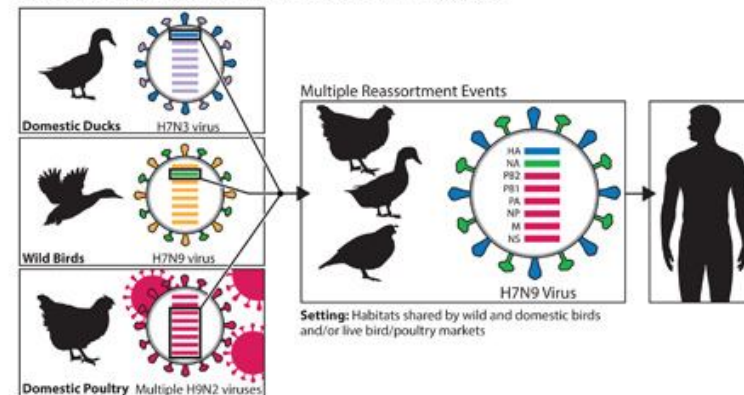 Domestic Ducks
H7N3 virus
Wild Birds
H7N9 virus
Domestic Poultry
Multiple H9N2 viruses
Multiple Reassortment Events
HA
NA
PB2
PB1
PA
NP
M
NS
H7N9 Virus
Setting: Habitats shared by wild and domestic birds
and/or live bird/poultry markets